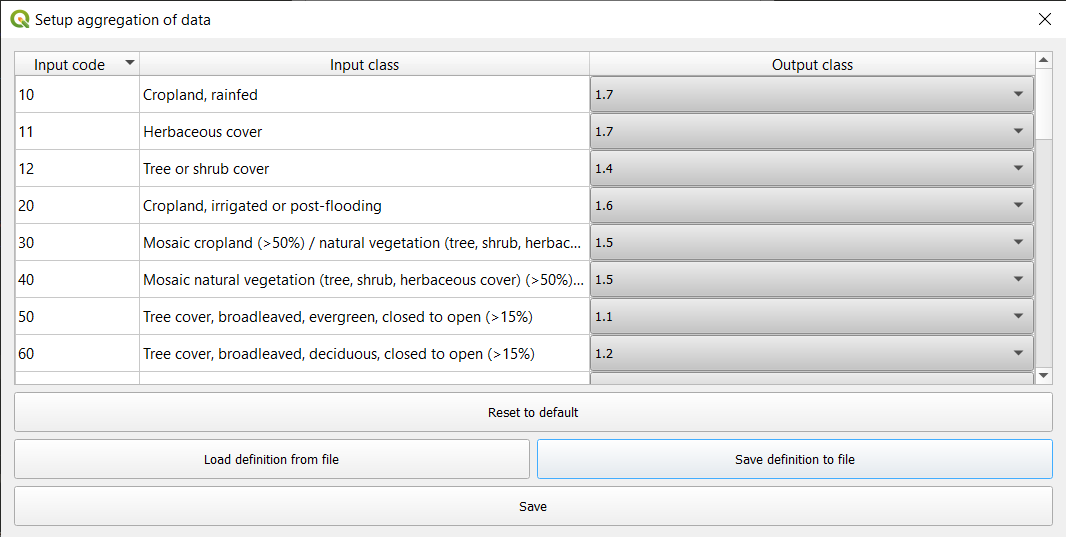 Setup aggregation of data
Input code Input class Output class
10 Cropland, rainfed 1.7
11 Herbaceous cover 1.7
12 Tree or shrub cover 1.4
20 Cropland, irrigated or post-flooding 1.6
30 Mosaic cropland (>50%) / natural vegetation (tree, shrub, herbac... 1.5
40 Mosaic natural vegetation (tree, shrub, herbaceous cover) (>50%)... 1.5
50 Tree cover, broadleaved, evergreen, closed to open (>15%) 1.1
60 Tree cover, broadleaved, deciduous, closed to open (>15%) 1.2
Reset to default
Load definition from file Save definition to file
Save